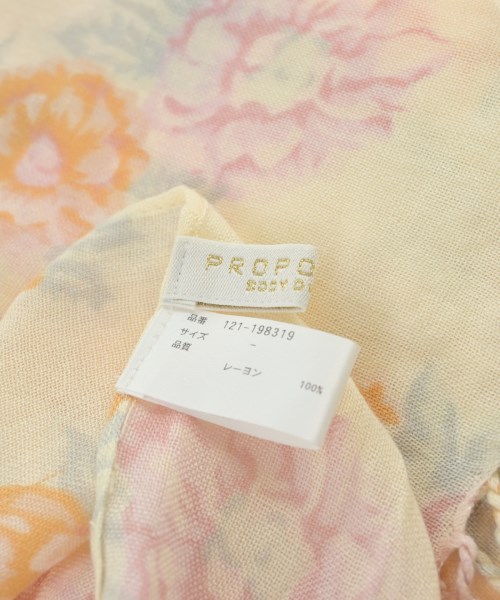 PROPO
BODY D
品番 121-198319
サイズ -
品質
レーヨン 100%